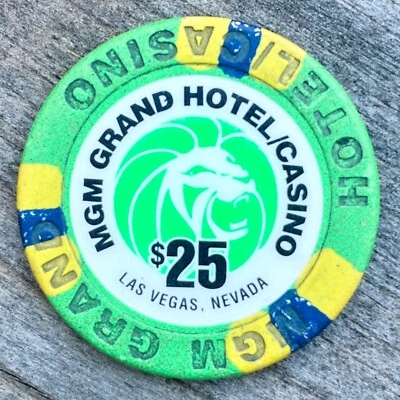 MGM GRAND HOTEL/CASINO
$25
LAS VEGAS, NEVADA
MGM GRAND
HOTEL/CASINO